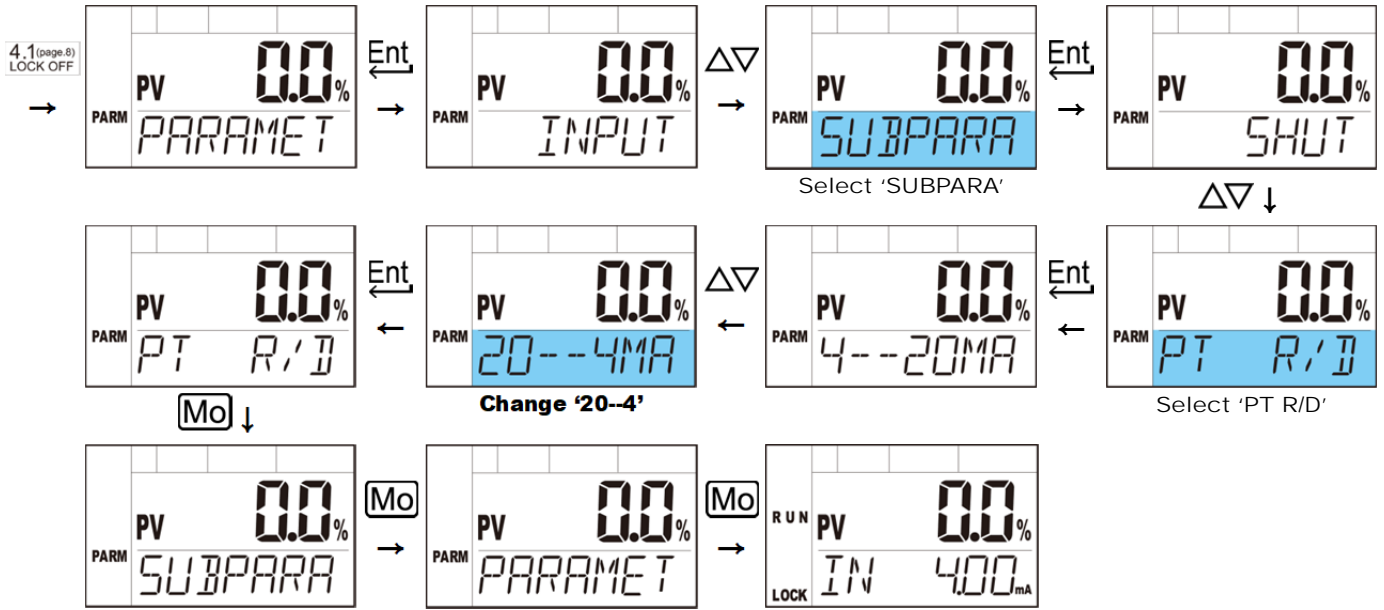 4.1(page.8)
LOCK OFF
→
PARM PV 0.0%
PARAMET
Ent
→
PARM PV 0.0%
INPUT
△▽
→
PARM PV 0.0%
SUBPARA
Select ‘SUBPARA’
Ent
→
PARM PV 0.0%
SHUT
△▽ ↓
PARM PV 0.0%
PT R/D
Select ‘PT R/D’
Ent
←
PARM PV 0.0%
4--20MA
△▽
←
PARM PV 0.0%
20--4MA
Change ‘20--4’
Ent
←
PARM PV 0.0%
PT R/D
Mo ↓
PARM PV 0.0%
SUBPARA
Mo
→
PARM PV 0.0%
PARAMET
Mo
→
RUN PV 0.0%
LOCK IN 4.00mA